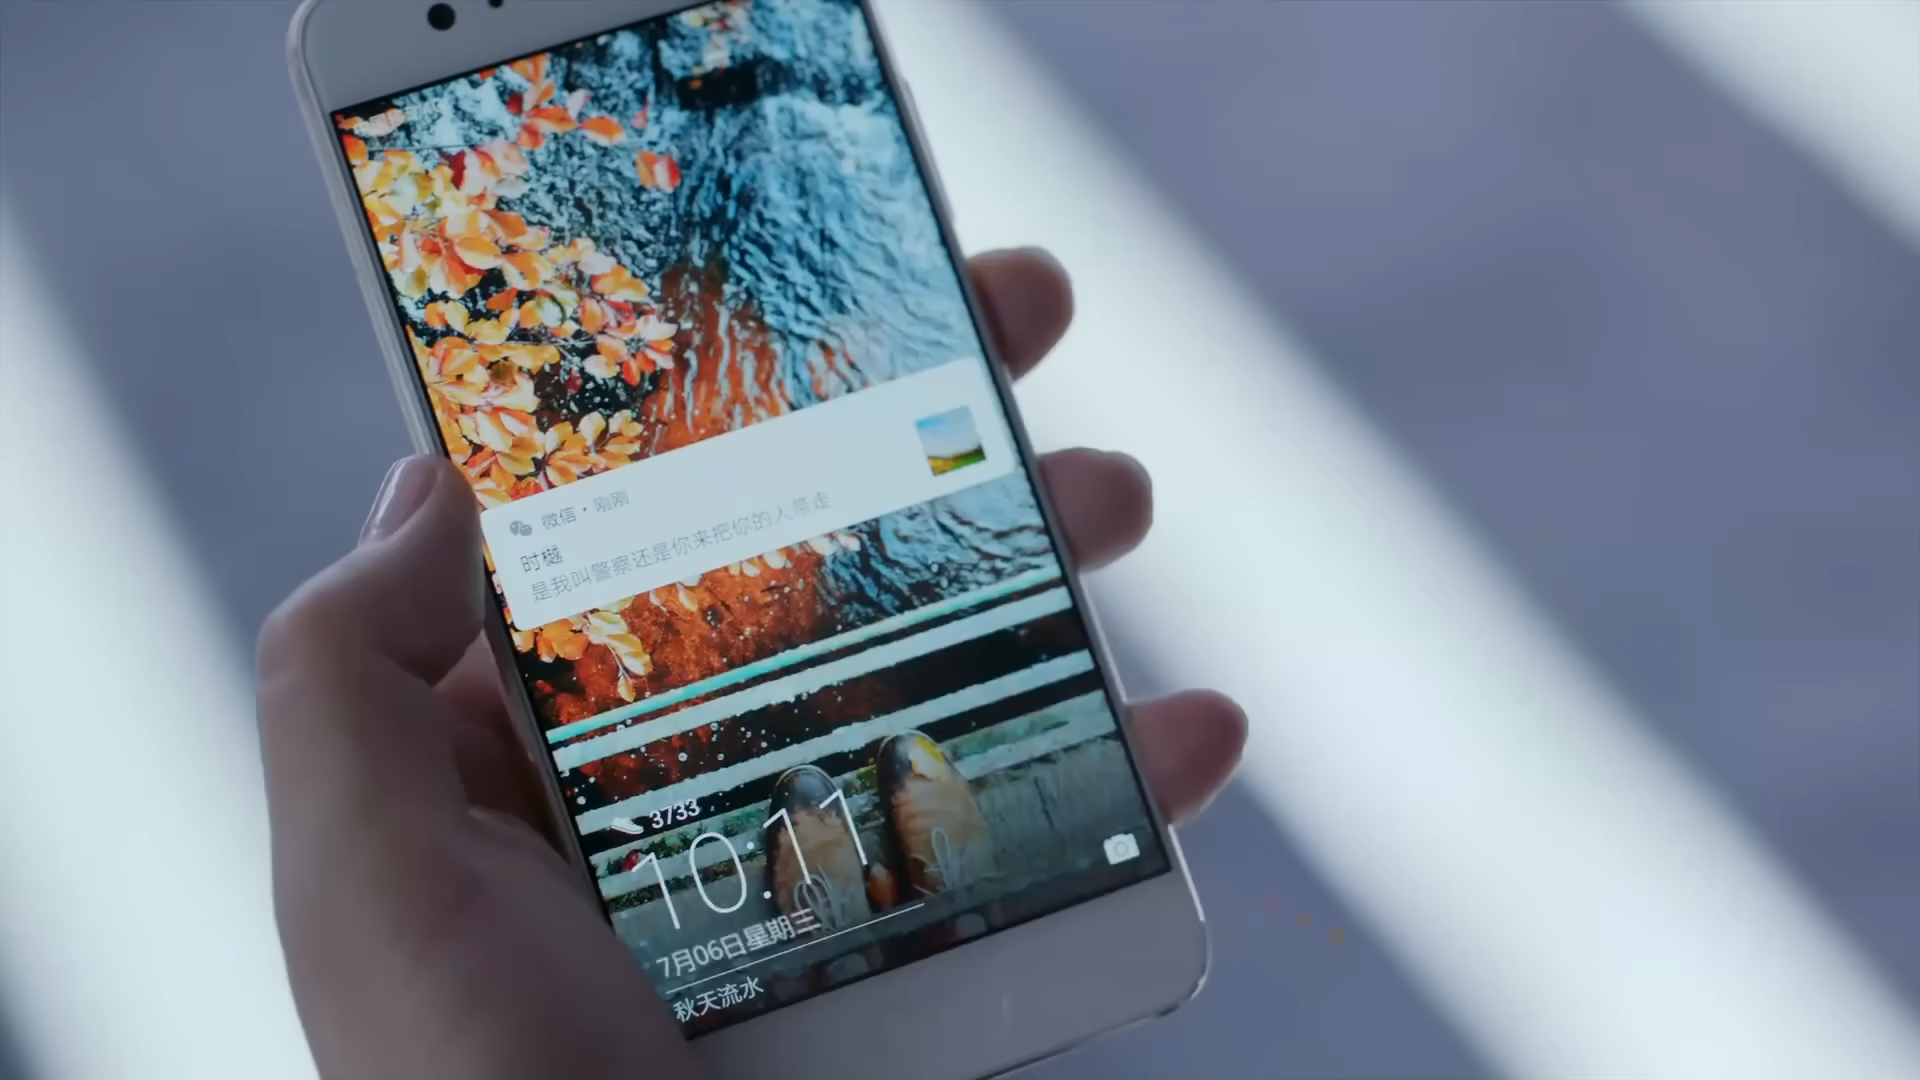 微信 · 刚刚
时樾
是我叫警察还是你来把你的人带走
3733
10:11
7月06日星期三
秋天流水